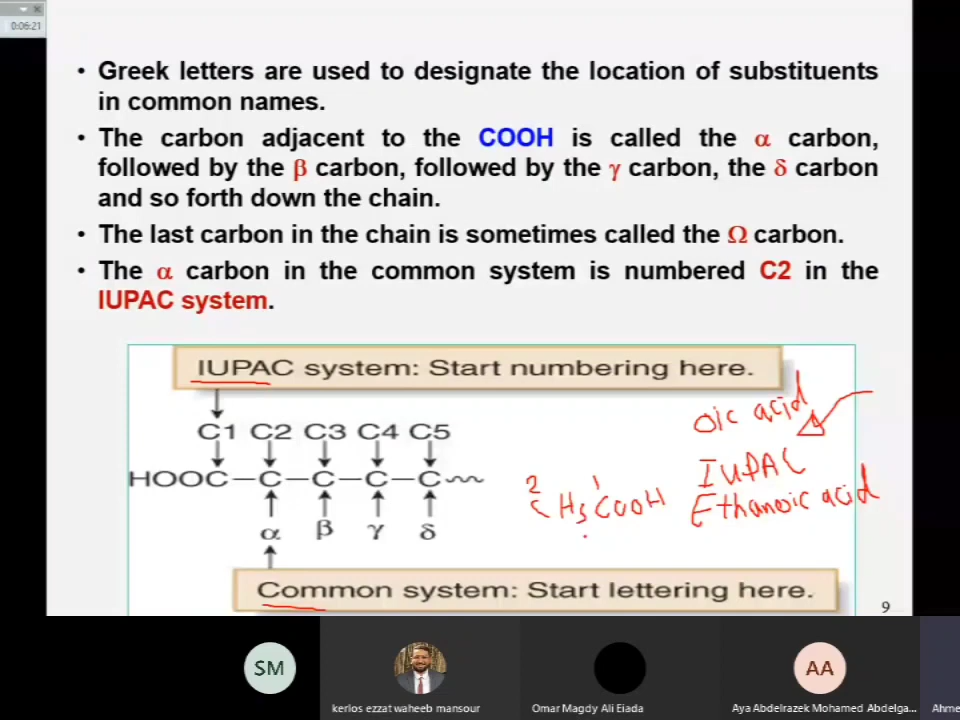 0:06:21
• Greek letters are used to designate the location of substituents
in common names.
• The carbon adjacent to the COOH is called the α carbon,
followed by the β carbon, followed by the γ carbon, the δ carbon
and so forth down the chain.
• The last carbon in the chain is sometimes called the Ω carbon.
• The α carbon in the common system is numbered C2 in the
IUPAC system.
IUPAC system: Start numbering here.
C1 C2 C3 C4 C5
HOOC–C–C–C–C
α β γ δ
Common system: Start lettering here.
oic acid
IUPAC
2 1
CH3COOH
Ethanoic acid
9
SM
AA
kerlos ezzat waheeb mansour
Omar Magdy Ali Eiada
Aya Abdelrazek Mohamed Abdelga...
Ahme